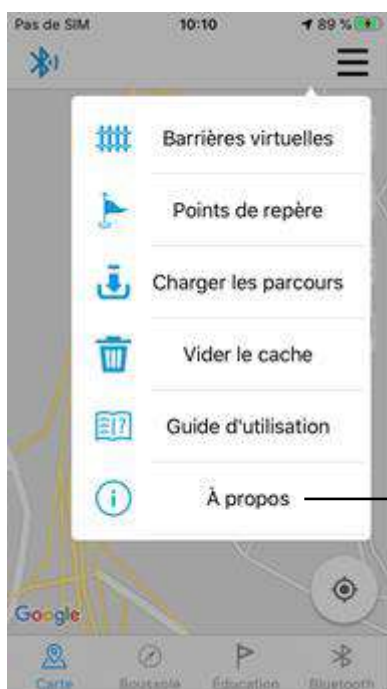 Pas de SIM 10:10 89 %
Barrières virtuelles
Points de repère
Charger les parcours
Vider le cache
Guide d'utilisation
À propos
Google
Carte Boussole Éducation Bluetooth